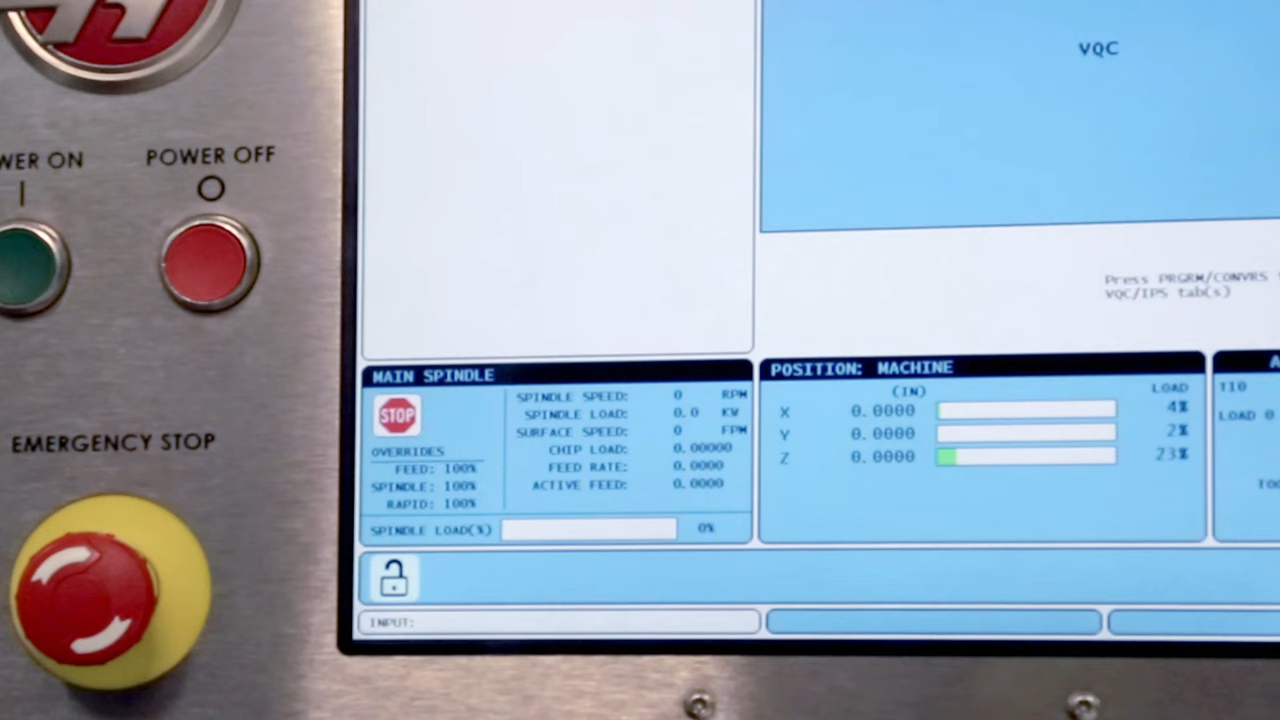 WER ON
POWER OFF
EMERGENCY STOP
VQC
Press PRGRM/CONVRS
VQC/IPS tab(s)
MAIN SPINDLE
STOP
OVERRIDES
FEED: 100%
SPINDLE: 100%
RAPID: 100%
SPINDLE SPEED: 0 RPM
SPINDLE LOAD: 0.0 KW
SURFACE SPEED: 0 FPM
CHIP LOAD: 0.00000
FEED RATE: 0.0000
ACTIVE FEED: 0.0000
SPINDLE LOAD(%) 0%
POSITION: MACHINE
(IN) LOAD
X 0.0000 4%
Y 0.0000 2%
Z 0.0000 23%
T10
LOAD 0
INPUT: